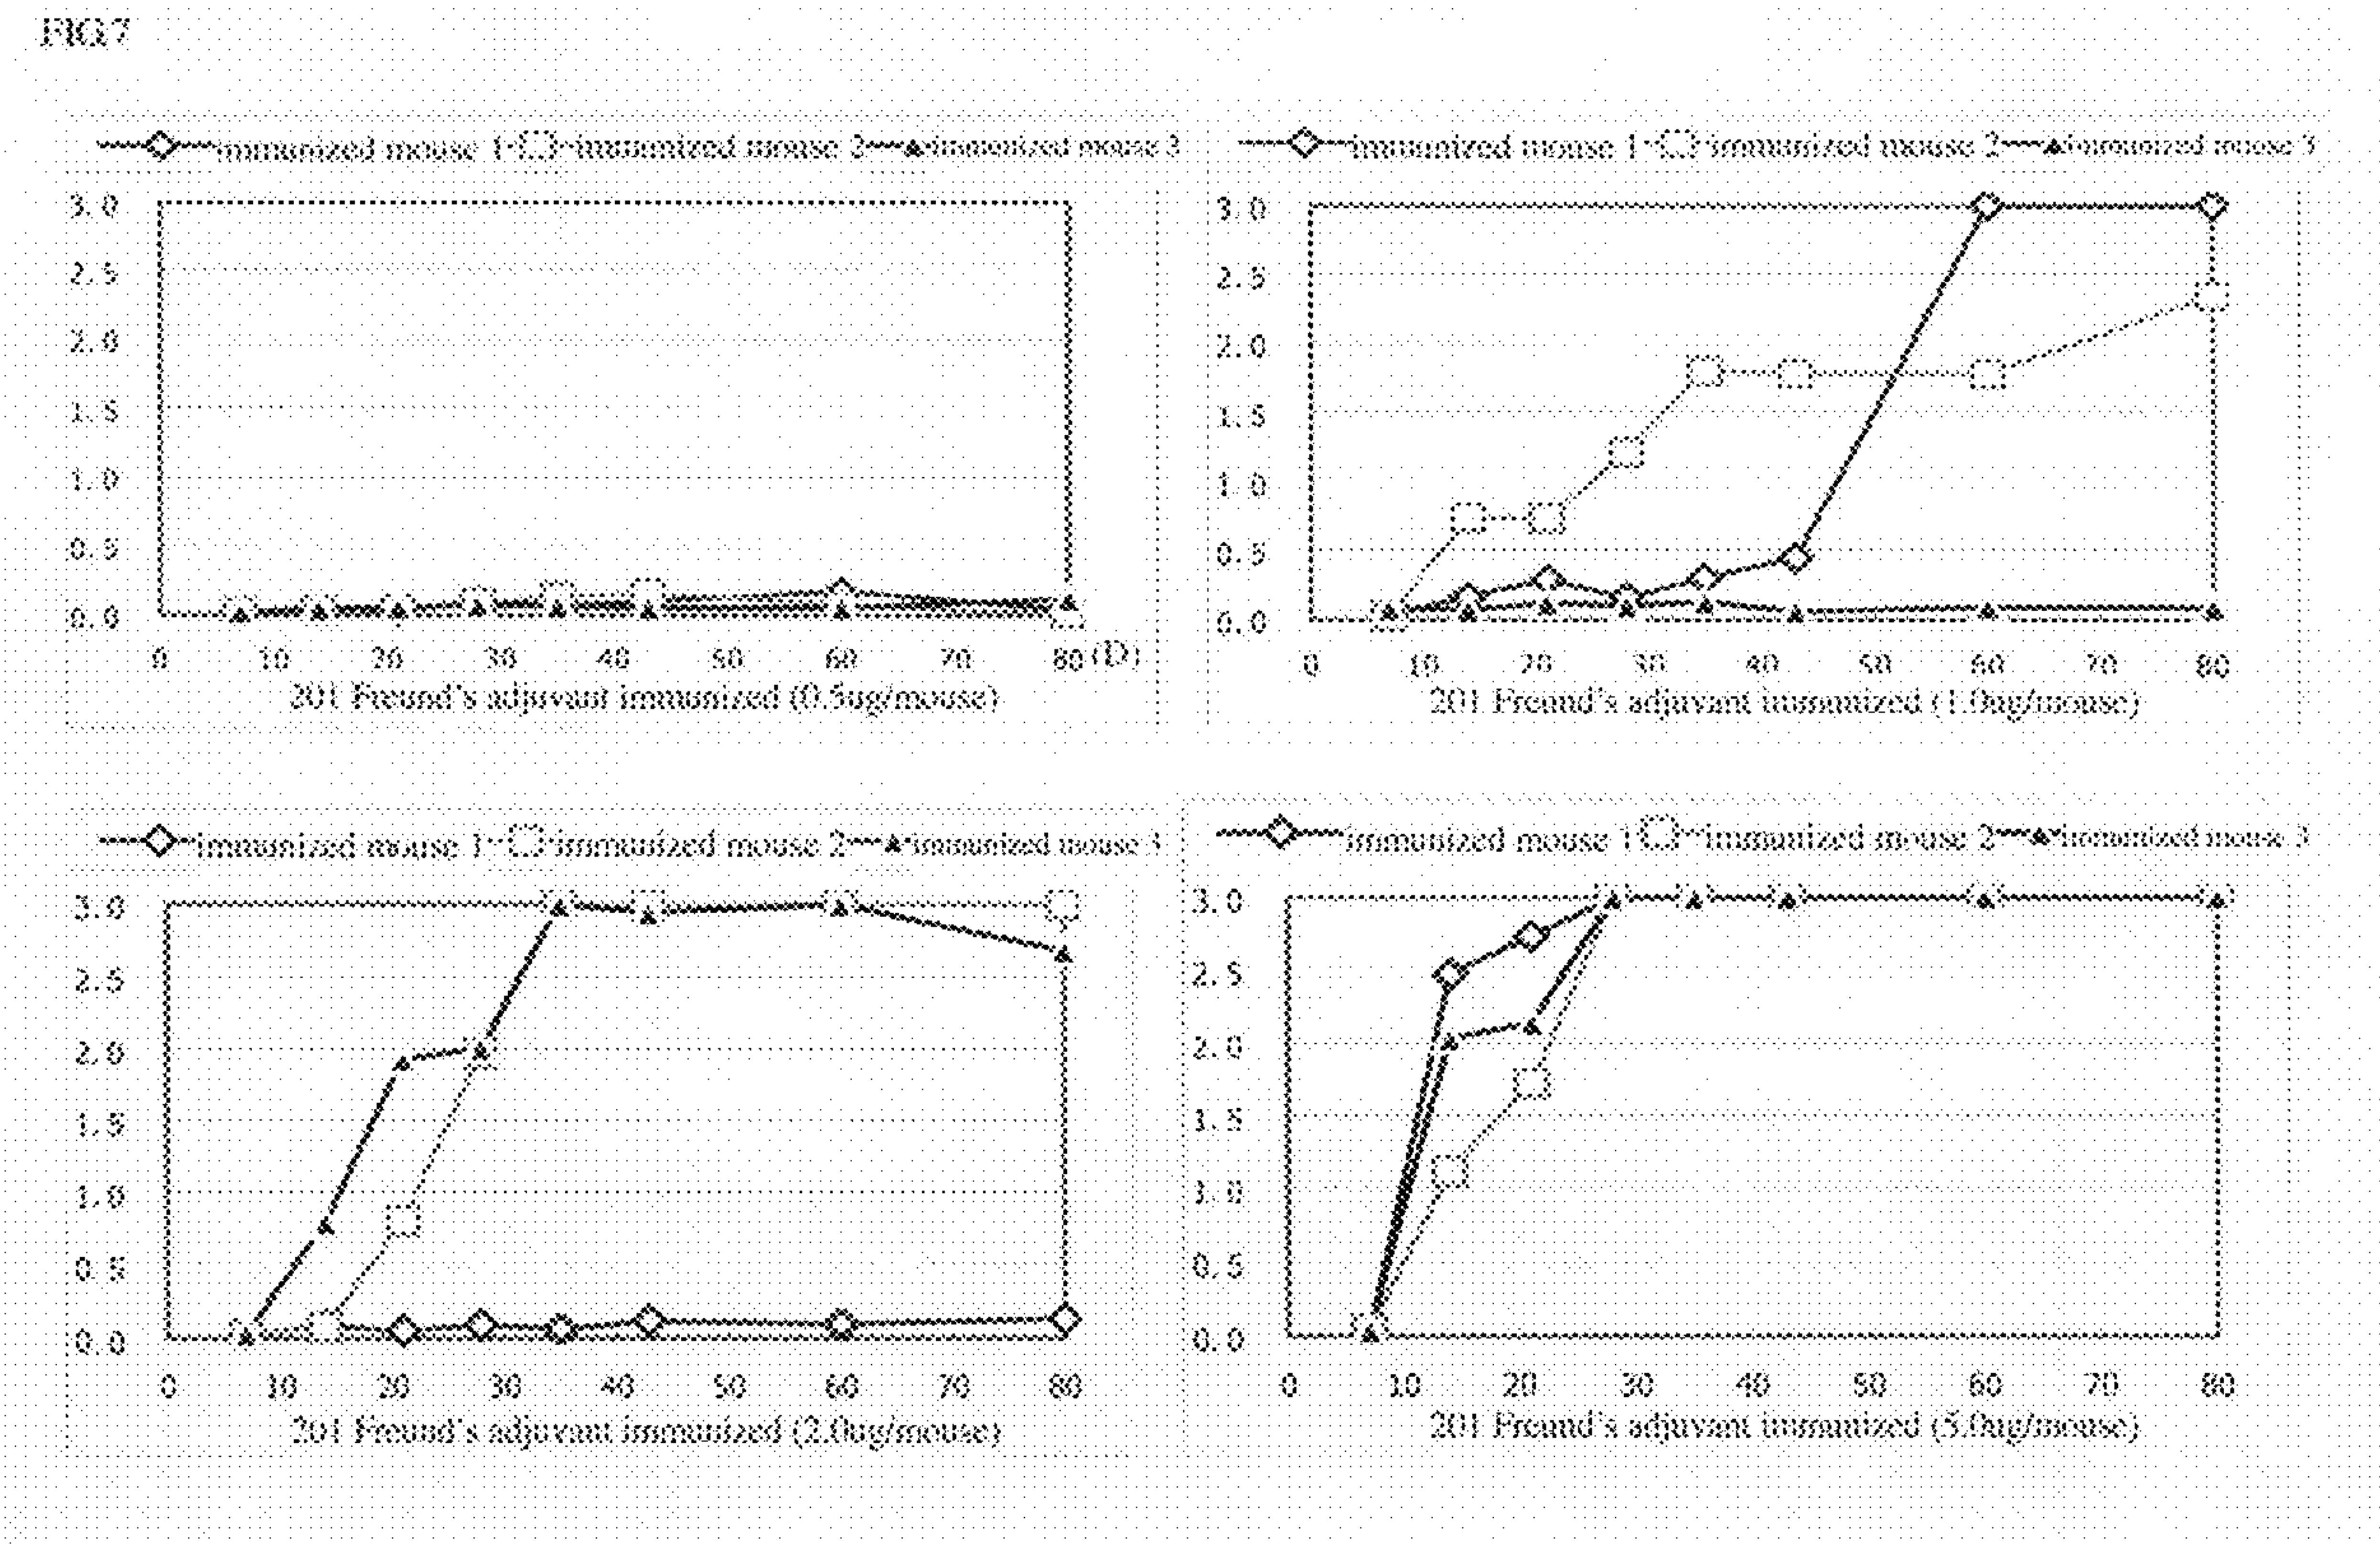 FIG.7
immunized mouse 1 immunized mouse 2 immunized mouse 3
3.0
2.5
2.0
1.5
1.0
0.5
0.0
0 10 20 30 40 50 60 70 80 (D)
201 Freund's adjuvant immunized (0.5ug/mouse)
immunized mouse 1 immunized mouse 2 immunized mouse 3
3.0
2.5
2.0
1.5
1.0
0.5
0.0
0 10 20 30 40 50 60 70 80
201 Freund's adjuvant immunized (1.0ug/mouse)
immunized mouse 1 immunized mouse 2 immunized mouse 3
3.0
2.5
2.0
1.5
1.0
0.5
0.0
0 10 20 30 40 50 60 70 80
201 Freund's adjuvant immunized (2.0ug/mouse)
immunized mouse 1 immunized mouse 2 immunized mouse 3
3.0
2.5
2.0
1.5
1.0
0.5
0.0
0 10 20 30 40 50 60 70 80
201 Freund's adjuvant immunized (5.0ug/mouse)